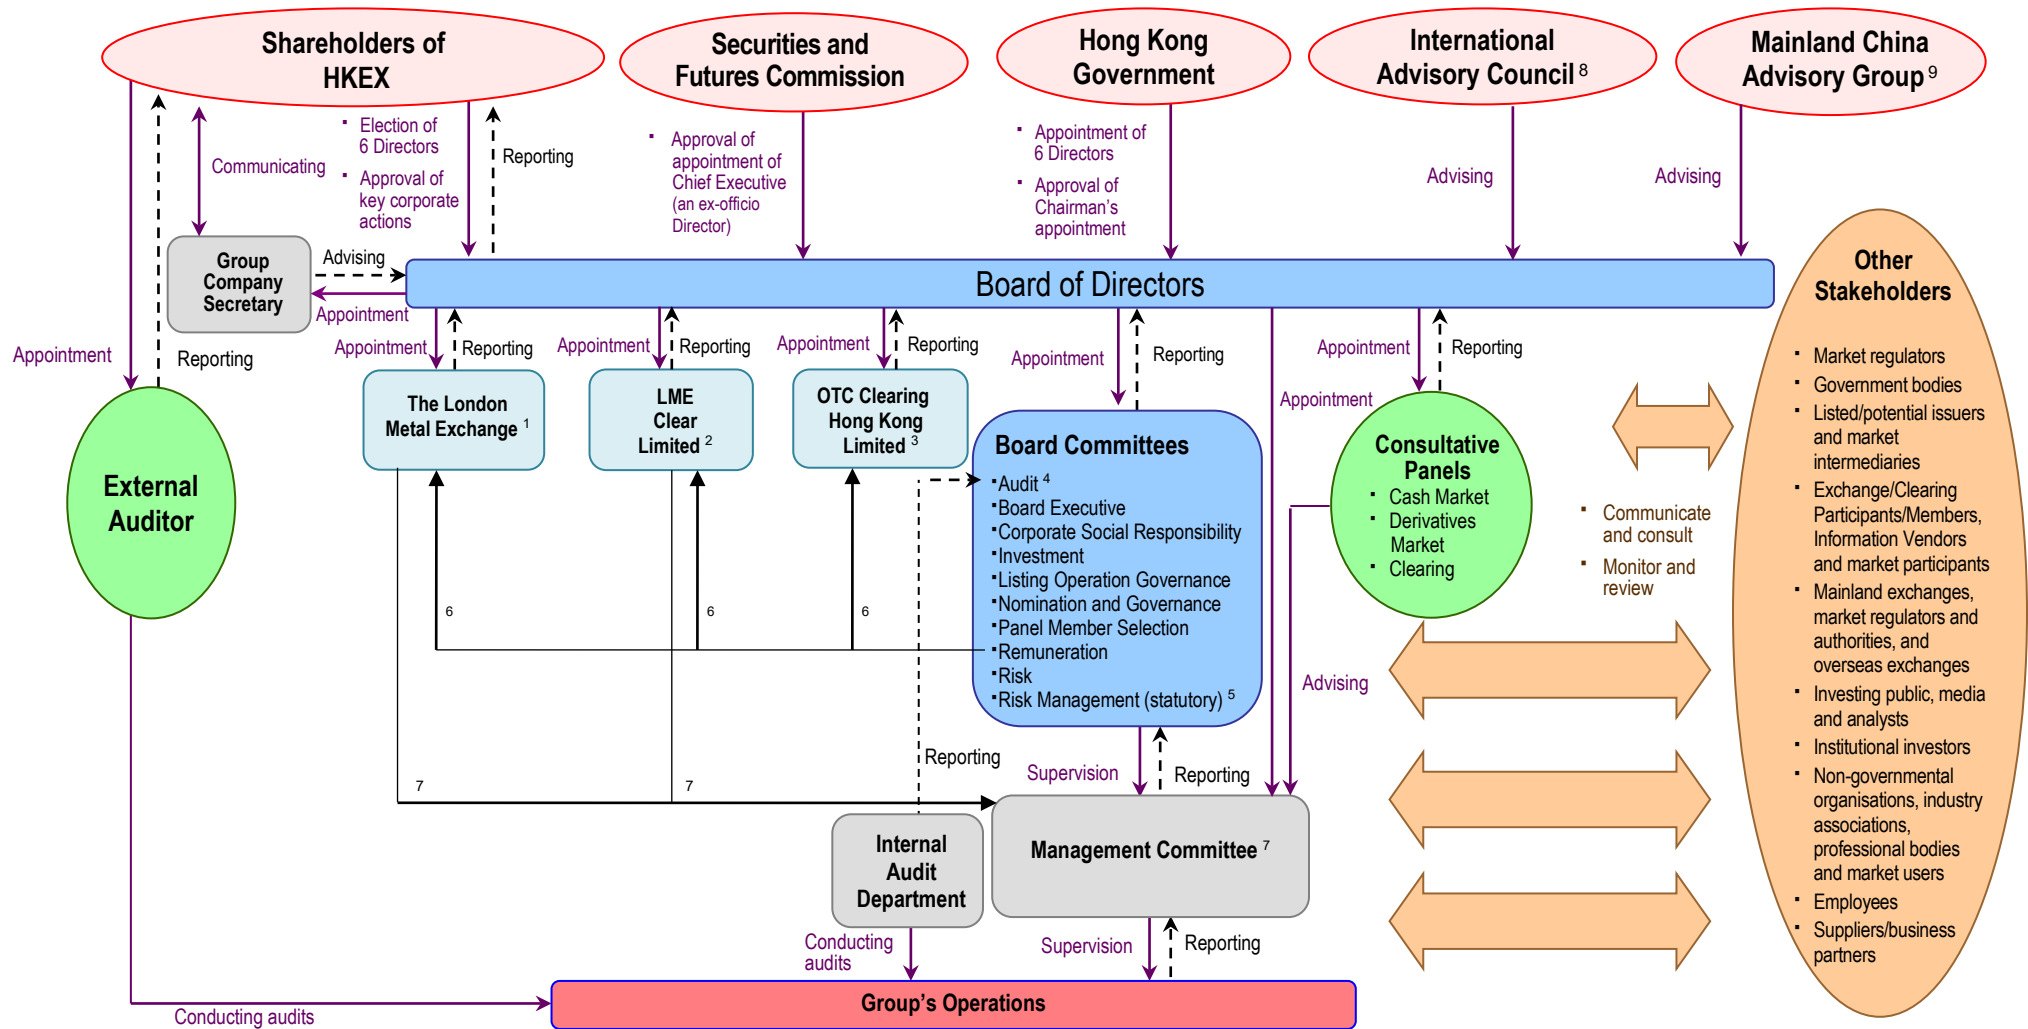 Shareholders of
HKEX
Securities and
Futures Commission
Hong Kong
Government
International
Advisory Council 8
Mainland China
Advisory Group 9
Communicating
▪ Election of
6 Directors
▪ Approval of
key corporate
actions
Reporting
▪ Approval of
appointment of
Chief Executive
(an ex-officio
Director)
▪ Appointment of
6 Directors
▪ Approval of
Chairman's
appointment
Advising
Advising
Group
Company
Secretary
Advising
Appointment
Board of Directors
Appointment
Reporting
Appointment
Reporting
Appointment
Reporting
Appointment
Reporting
Appointment
Reporting
Appointment
Appointment
Reporting
The London
Metal Exchange 1
LME
Clear
Limited 2
OTC Clearing
Hong Kong
Limited 3
External
Auditor
Board Committees
▪Audit 4
▪Board Executive
▪Corporate Social Responsibility
▪Investment
▪Listing Operation Governance
▪Nomination and Governance
▪Panel Member Selection
▪Remuneration
▪Risk
▪Risk Management (statutory) 5
Consultative
Panels
▪ Cash Market
▪ Derivatives
Market
▪ Clearing
▪ Communicate
and consult
▪ Monitor and
review
Other
Stakeholders
▪ Market regulators
▪ Government bodies
▪ Listed/potential issuers
and market
intermediaries
▪ Exchange/Clearing
Participants/Members,
Information Vendors
and market participants
▪ Mainland exchanges,
market regulators and
authorities, and
overseas exchanges
▪ Investing public, media
and analysts
▪ Institutional investors
▪ Non-governmental
organisations, industry
associations,
professional bodies
and market users
▪ Employees
▪ Suppliers/business
partners
6
6
6
Advising
7
7
Reporting
Supervision
Reporting
Internal
Audit
Department
Management Committee 7
Conducting
audits
Supervision
Reporting
Group's Operations
Conducting audits